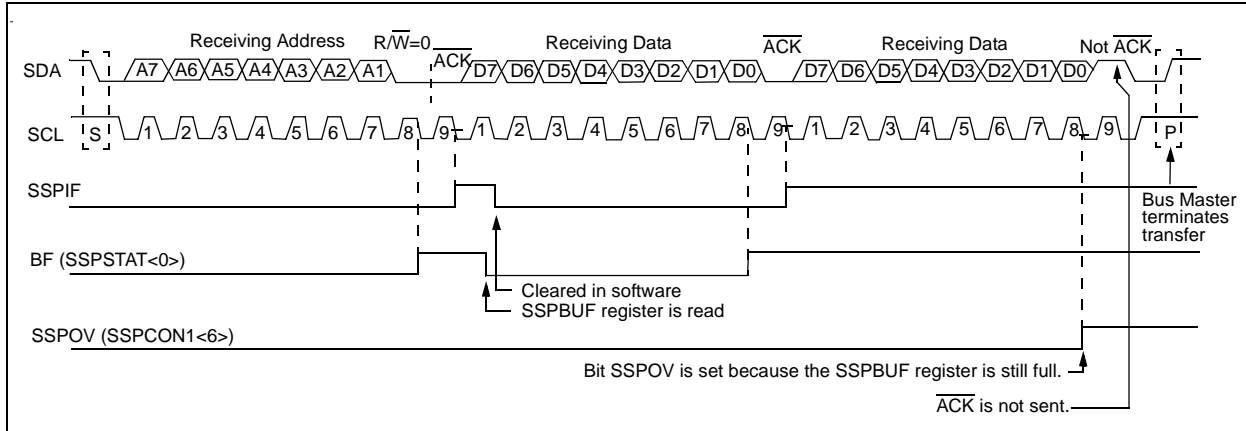 Receiving Address R/W=0 ACK Receiving Data ACK Receiving Data Not ACK
SDA A7 A6 A5 A4 A3 A2 A1 D7 D6 D5 D4 D3 D2 D1 D0 D7 D6 D5 D4 D3 D2 D1 D0
SCL S 1 2 3 4 5 6 7 8 9 1 2 3 4 5 6 7 8 9 1 2 3 4 5 6 7 8 9 P
SSPIF
Bus Master
terminates
transfer
BF (SSPSTAT<0>)
Cleared in software
SSPBUF register is read
SSPOV (SSPCON1<6>)
Bit SSPOV is set because the SSPBUF register is still full.
ACK is not sent.